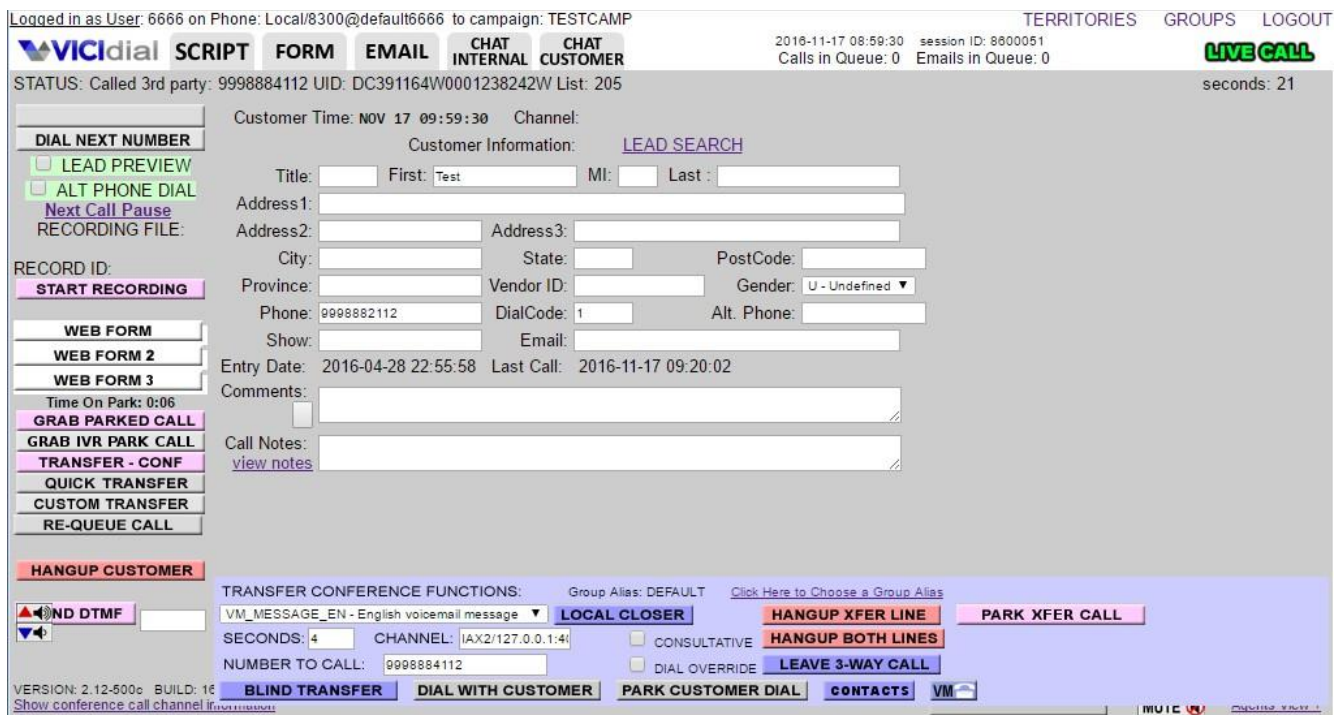 Logged in as User: 6666 on Phone: Local/8300@default6666 to campaign: TESTCAMP
TERRITORIES GROUPS LOGOUT
VICIdial SCRIPT FORM EMAIL CHAT INTERNAL CHAT CUSTOMER
2016-11-17 08:59:30 session ID: 8600051
Calls in Queue: 0 Emails in Queue: 0
LIVE CALL
STATUS: Called 3rd party: 9998884112 UID: DC391164W0001238242W List: 205
seconds: 21
DIAL NEXT NUMBER
LEAD PREVIEW
ALT PHONE DIAL
Next Call Pause
RECORDING FILE:
RECORD ID:
START RECORDING
WEB FORM
WEB FORM 2
WEB FORM 3
Time On Park: 0:06
GRAB PARKED CALL
GRAB IVR PARK CALL
TRANSFER - CONF
QUICK TRANSFER
CUSTOM TRANSFER
RE-QUEUE CALL
HANGUP CUSTOMER
ND DTMF
Customer Time: NOV 17 09:59:30 Channel:
Customer Information: LEAD SEARCH
Title: First: Test MI: Last :
Address1:
Address2: Address3:
City: State: PostCode:
Province: Vendor ID: Gender: U - Undefined
Phone: 9998882112 DialCode: 1 Alt. Phone:
Show: Email:
Entry Date: 2016-04-28 22:55:58 Last Call: 2016-11-17 09:20:02
Comments:
Call Notes:
view notes
TRANSFER CONFERENCE FUNCTIONS: Group Alias: DEFAULT Click Here to Choose a Group Alias
VM_MESSAGE_EN - English voicemail message LOCAL CLOSER HANGUP XFER LINE PARK XFER CALL
SECONDS: 4 CHANNEL: IAX2/127.0.0.1:4 CONSULTATIVE HANGUP BOTH LINES
NUMBER TO CALL: 9998884112 DIAL OVERRIDE LEAVE 3-WAY CALL
BLIND TRANSFER DIAL WITH CUSTOMER PARK CUSTOMER DIAL CONTACTS VM
VERSION: 2.12-500c BUILD: 16
Show conference call channel information
MUTE